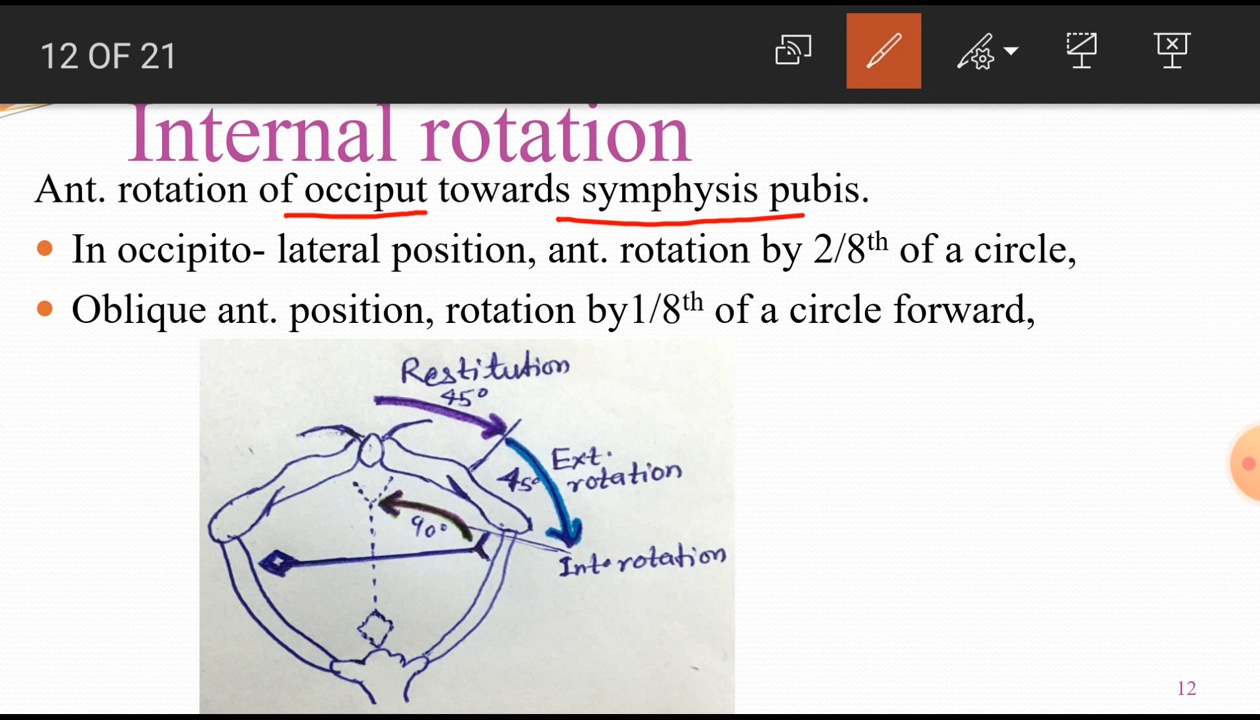 12 OF 21
Internal rotation
Ant. rotation of occiput towards symphysis pubis.
• In occipito- lateral position, ant. rotation by 2/8th of a circle,
• Oblique ant. position, rotation by1/8th of a circle forward,
Restitution
45°
Ext.
45° rotation
90°
Int. rotation
12